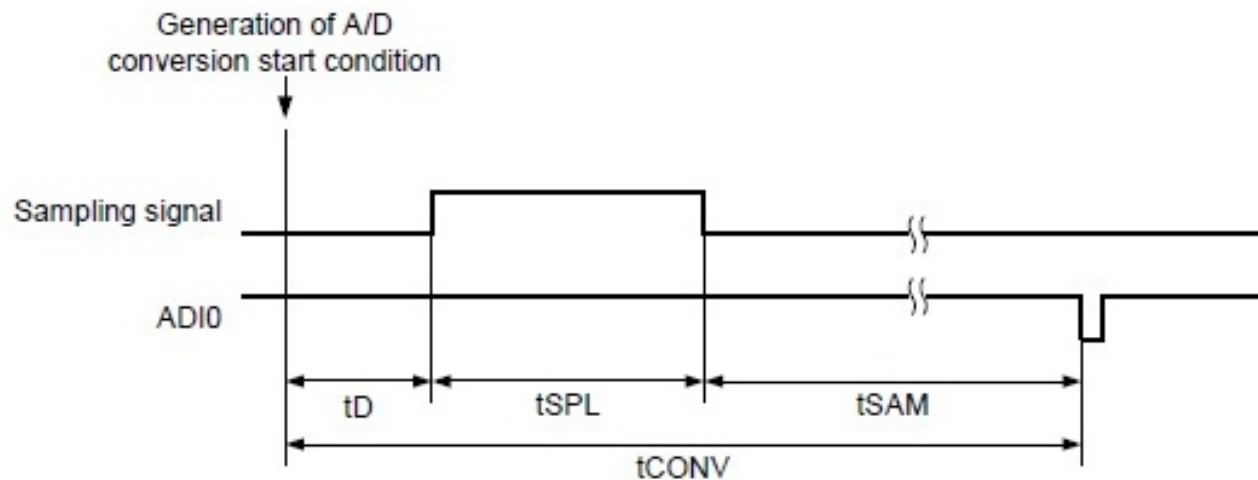 Generation of A/D
conversion start condition
Sampling signal
ADI0
tD
tSPL
tSAM
tCONV